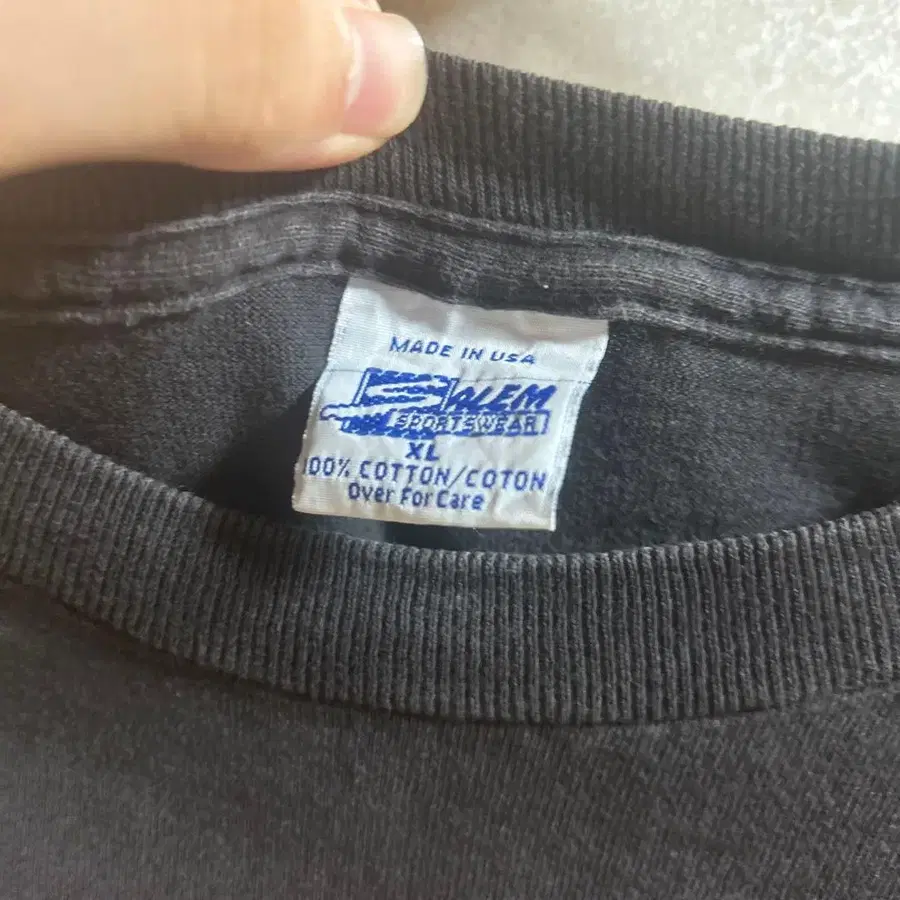 MADE IN USA
SALEM
SPORTSWEAR
XL
100% COTTON/COTON
Over For Care